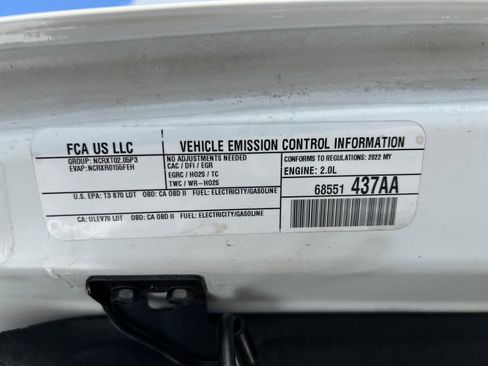 FCA US LLC
GROUP: NCRXT02.05P3
EVAP: NCRXR0150FEH
VEHICLE EMISSION CONTROL INFORMATION
NO ADJUSTMENTS NEEDED
CAC / DFI / EGR
EGRC / HO2S / TC
TWC / WR-HO2S
CONFORMS TO REGULATIONS: 2022 MY
ENGINE: 2.0L
68551 437AA
U.S. EPA: T3 B70 LDT OBD: CA OBD II FUEL: ELECTRICITY/GASOLINE
CA: ULEV70 LDT OBD: CA OBD II FUEL: ELECTRICITY/GASOLINE